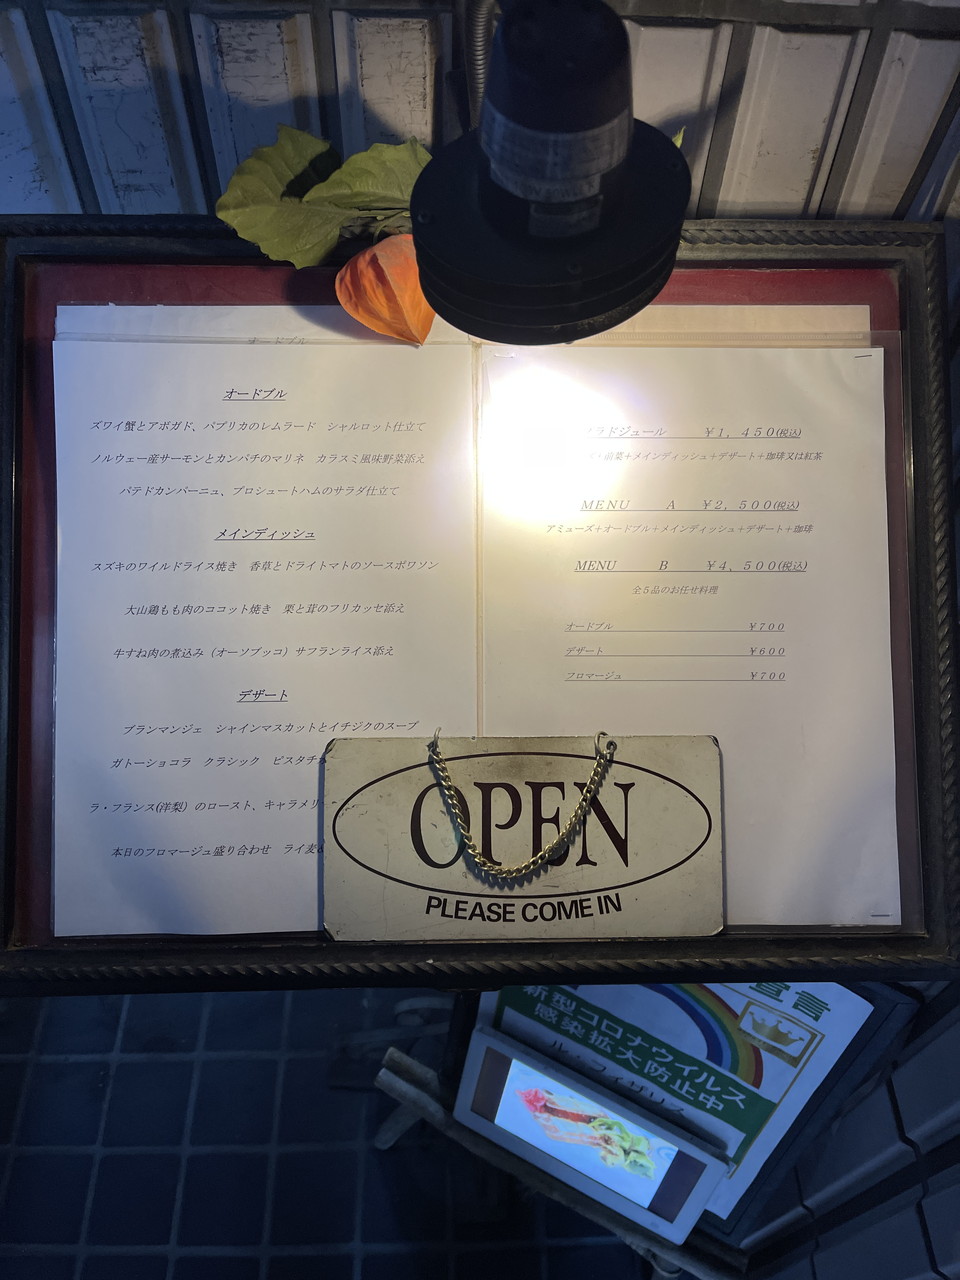 オードブル
オードブル
ズワイ蟹とアボガド、パプリカのレムラード　シャルロット仕立て
ノルウェー産サーモンとカンパチのマリネ　カラスミ風味野菜添え
パテドカンパーニュ、プロシュートハムのサラダ仕立て
メインディッシュ
スズキのワイルドライス焼き　香草とドライトマトのソースポワソン
大山鶏もも肉のココット焼き　栗と茸のフリカッセ添え
牛すね肉の煮込み（オーソブッコ）サフランライス添え
デザート
ブランマンジェ　シャインマスカットとイチジクのスープ
ガトーショコラ　クラシック　ピスタチ
ラ・フランス(洋梨）のロースト、キャラメリ
本日のフロマージュ盛り合わせ　ライ麦
ラドジュール　￥１，４５０(税込)
前菜＋メインディッシュ＋デザート＋珈琲又は紅茶
ＭＥＮＵ　Ａ　￥２，５００(税込)
アミューズ＋オードブル＋メインディッシュ＋デザート＋珈琲
MENU　Ｂ　￥４，５００(税込)
全５品のお任せ料理
オードブル　￥７００
デザート　￥６００
フロマージュ　￥７００
OPEN
PLEASE COME IN
宣言
新型コロナウイルス
感染拡大防止中